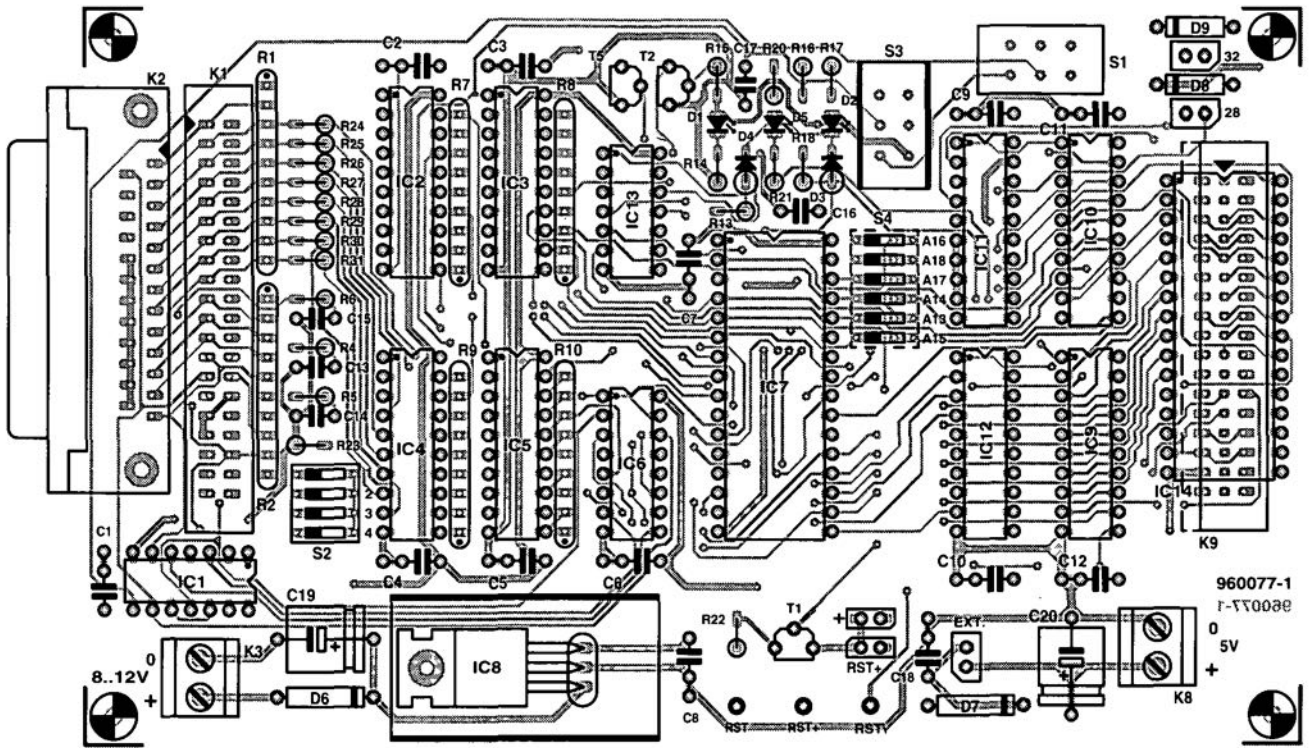 D9
C2
C3
T5
T2
R15
C17
R20
R16
R17
S3
S1
32
K2
K1
R1
R7
R8
D8
D2
C9
28
D1
D4
D5
R24
R18
C11
R25
R26
R14
IC2
IC3
R27
R28
IC13
R21
D3
C16
R29
S4
R30
R13
A16
IC11
IC10
R31
A18
A17
R6
A14
C15
C7
A13
R4
A15
R9
R10
C13
IC7
R5
C14
R23
IC4
IC5
IC6
IC12
IC9
R2
2
IC14
3
C1
S2
4
K9
IC1
C4
C5
C6
C10
C12
960077-1
960077-1
C19
R22
T1
+
EXT.
C20
0
5V
K3
IC8
RST+
C18
0
8..12V
+
+
+
+
D6
C8
RST
RST+
RST
D7
K8